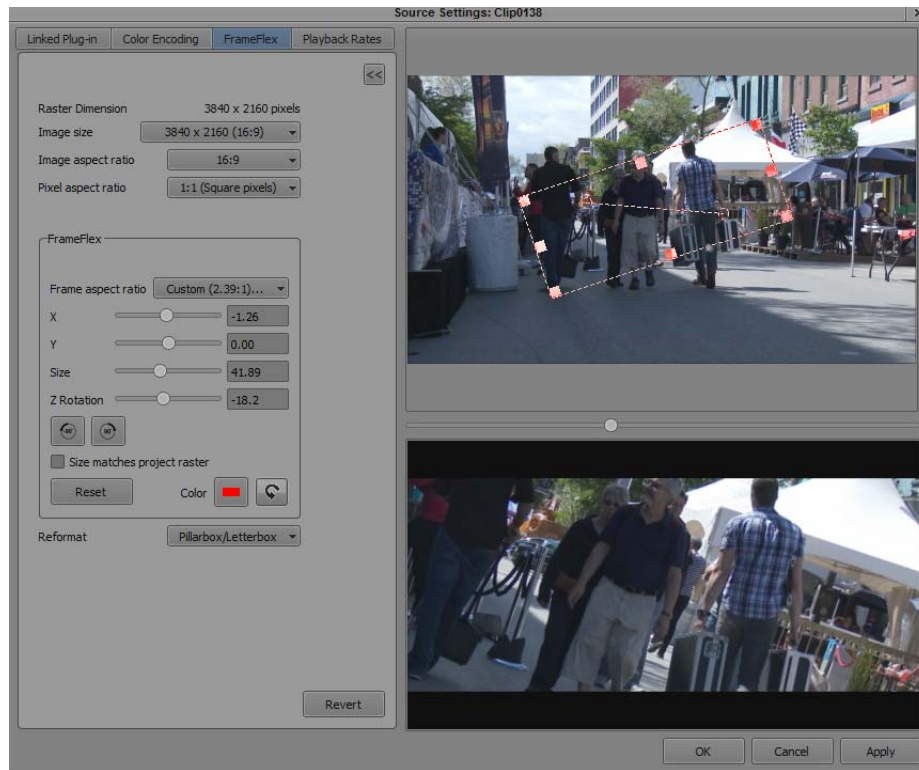 Source Settings: Clip0138
Linked Plug-in Color Encoding FrameFlex Playback Rates
<<
Raster Dimension 3840 x 2160 pixels
Image size 3840 x 2160 (16:9)
Image aspect ratio 16:9
Pixel aspect ratio 1:1 (Square pixels)
FrameFlex
Frame aspect ratio Custom (2.39:1)...
X -1.26
Y 0.00
Size 41.89
Z Rotation -18.2
Size matches project raster
Reset Color
Reformat Pillarbox/Letterbox
Revert
OK Cancel Apply